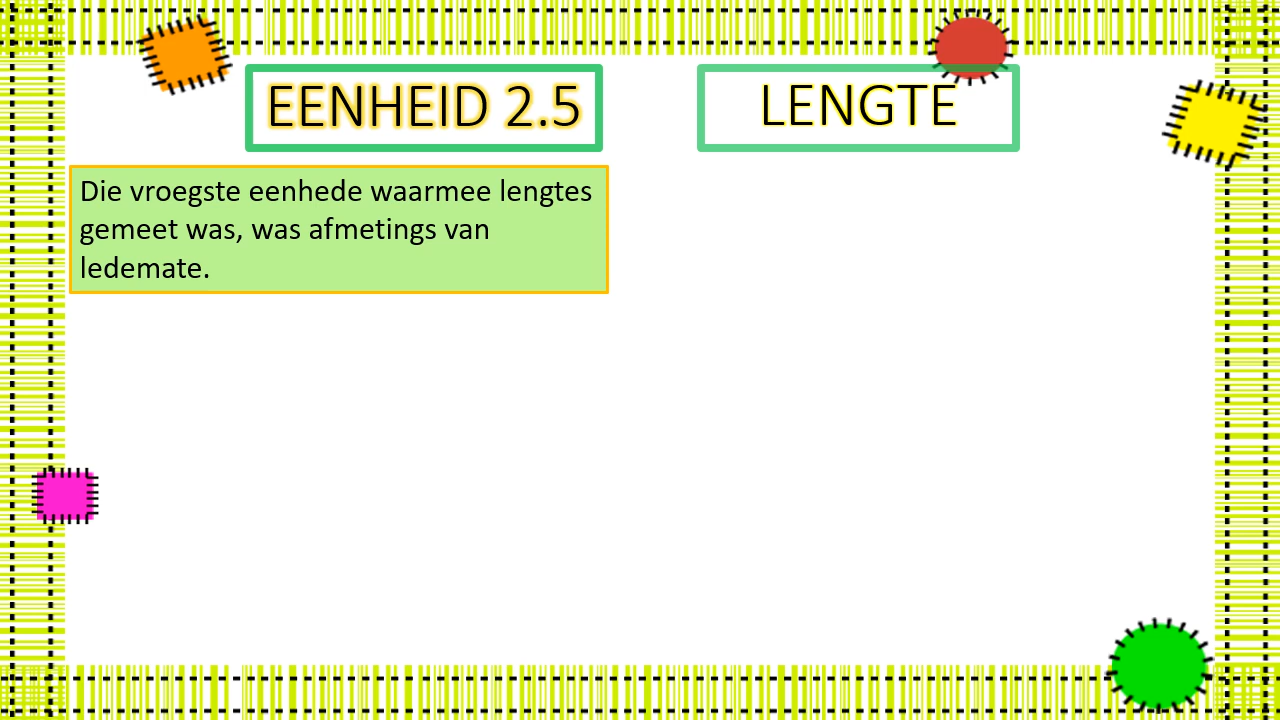 EENHEID 2.5
LENGTE
Die vroegste eenhede waarmee lengtes
gemeet was, was afmetings van
ledemate.